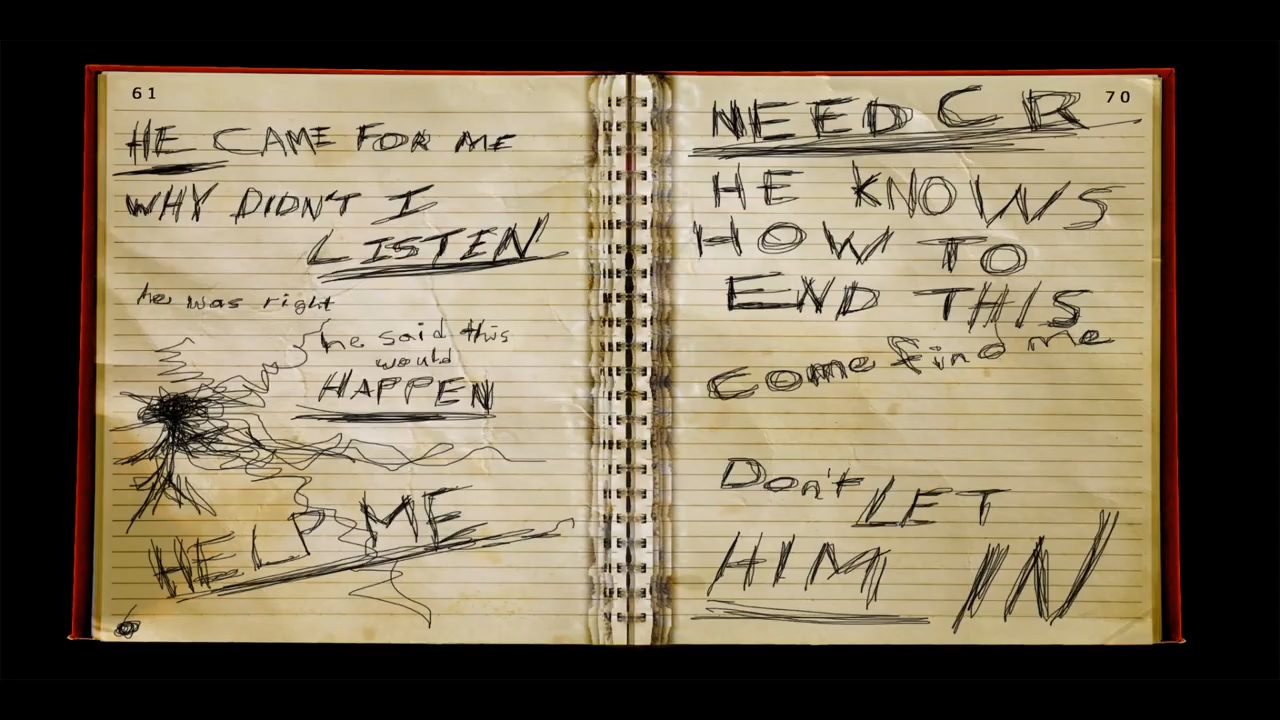 61
HE CAME FOR ME
WHY DIDN'T I
LISTEN
he was right
he said this
would
HAPPEN
HELP ME
70
NEED C R
HE KNOWS
HOW TO
END THIS
come find me
Don't LET
HIM IN